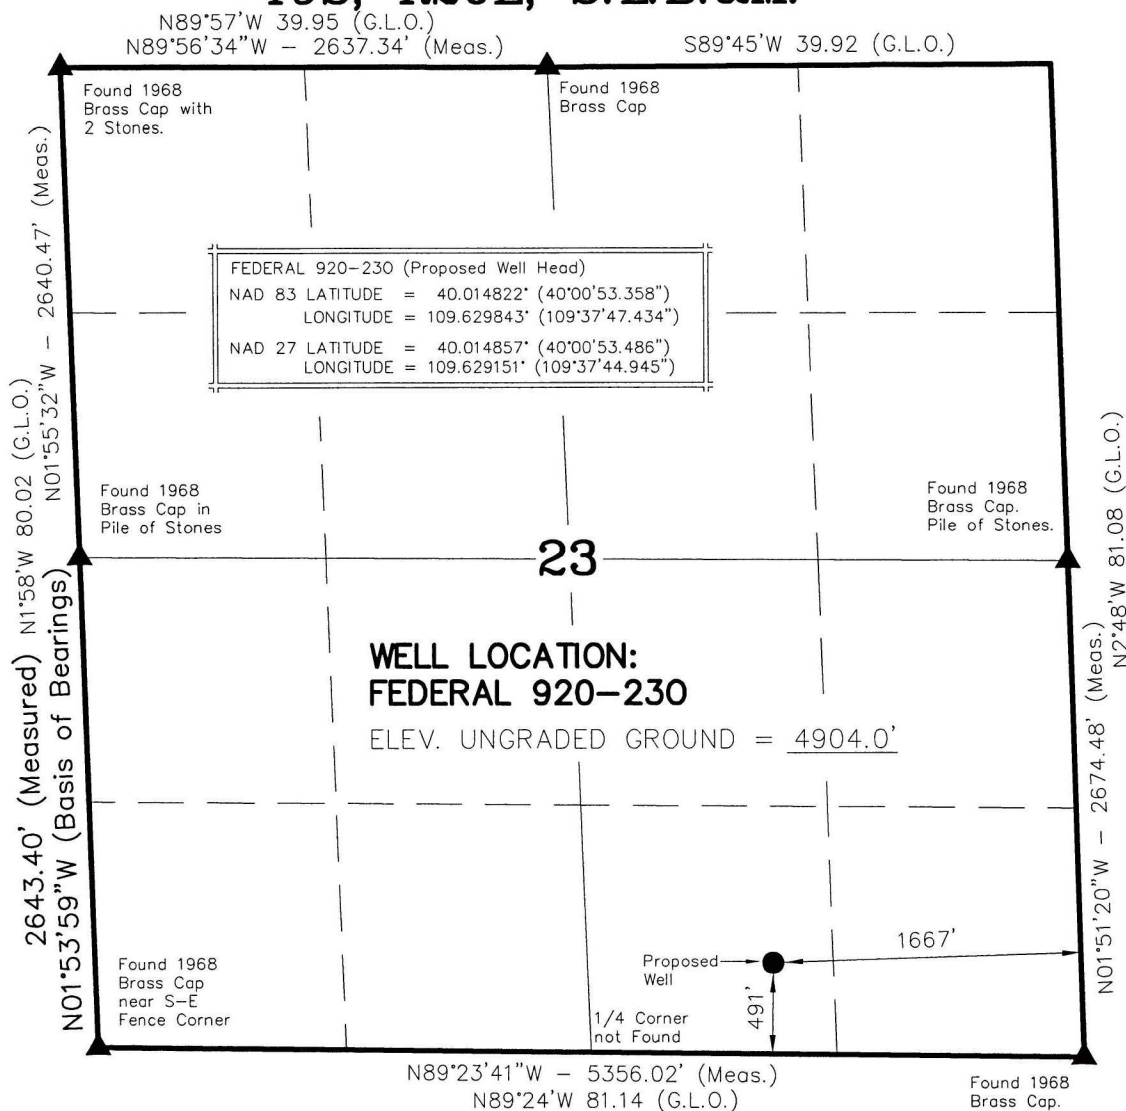 N89°57'W 39.95 (G.L.O.)
N89°56'34"W - 2637.34' (Meas.)
S89°45'W 39.92 (G.L.O.)
Found 1968
Brass Cap with
2 Stones.
Found 1968
Brass Cap
N01°55'32"W - 2640.47' (Meas.)
N1°58'W 80.02 (G.L.O.)
FEDERAL 920-230 (Proposed Well Head)
NAD 83 LATITUDE = 40.014822° (40°00'53.358")
LONGITUDE = 109.629843° (109°37'47.434")
NAD 27 LATITUDE = 40.014857° (40°00'53.486")
LONGITUDE = 109.629151° (109°37'44.945")
Found 1968
Brass Cap in
Pile of Stones
Found 1968
Brass Cap.
Pile of Stones.
N2°48'W 81.08 (G.L.O.)
23
WELL LOCATION:
FEDERAL 920-230
ELEV. UNGRADED GROUND = 4904.0'
2643.40' (Measured)
N01°53'59"W (Basis of Bearings)
N01°51'20"W - 2674.48' (Meas.)
Found 1968
Brass Cap
near S-E
Fence Corner
Proposed
Well
1667'
491'
1/4 Corner
not Found
N89°23'41"W - 5356.02' (Meas.)
N89°24'W 81.14 (G.L.O.)
Found 1968
Brass Cap.